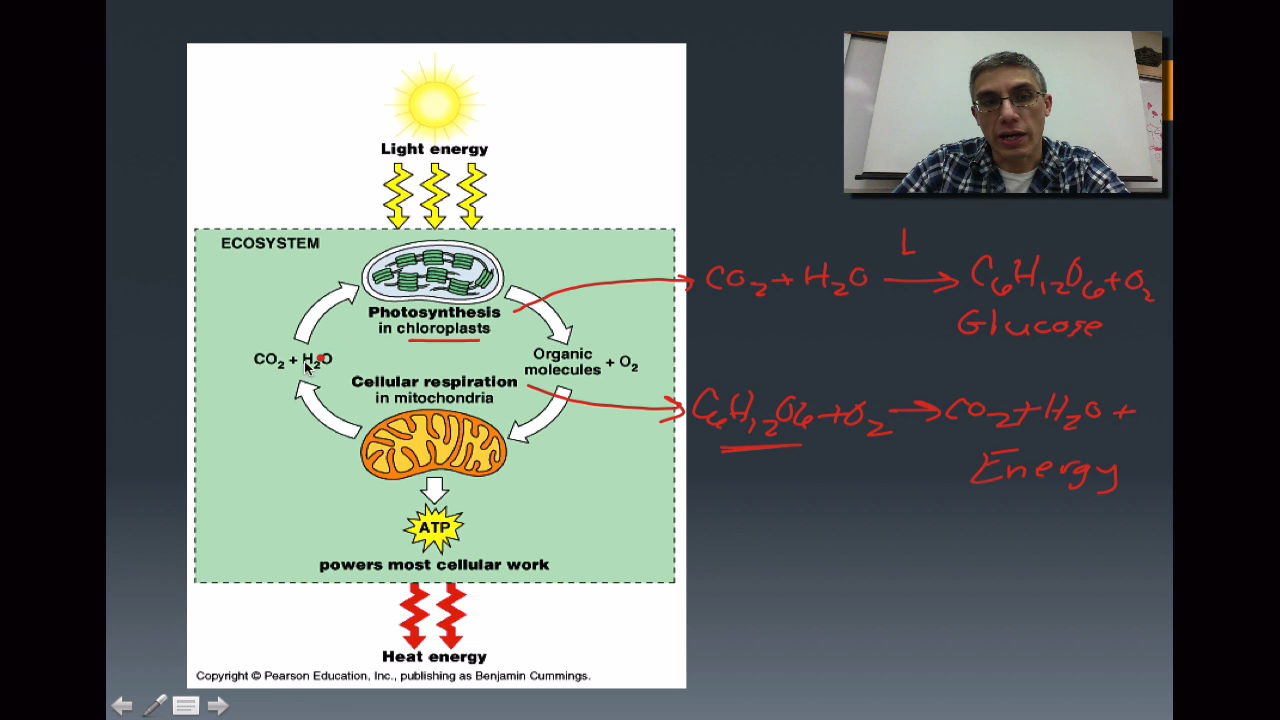 Light energy
ECOSYSTEM
Photosynthesis
in chloroplasts
CO2 + H2O
Organic
molecules + O2
Cellular respiration
in mitochondria
ATP
powers most cellular work
Heat energy
Copyright © Pearson Education, Inc., publishing as Benjamin Cummings.
L
CO2 + H2O → C6H12O6 + O2
Glucose
C6H12O6 + O2 → CO2 + H2O +
Energy